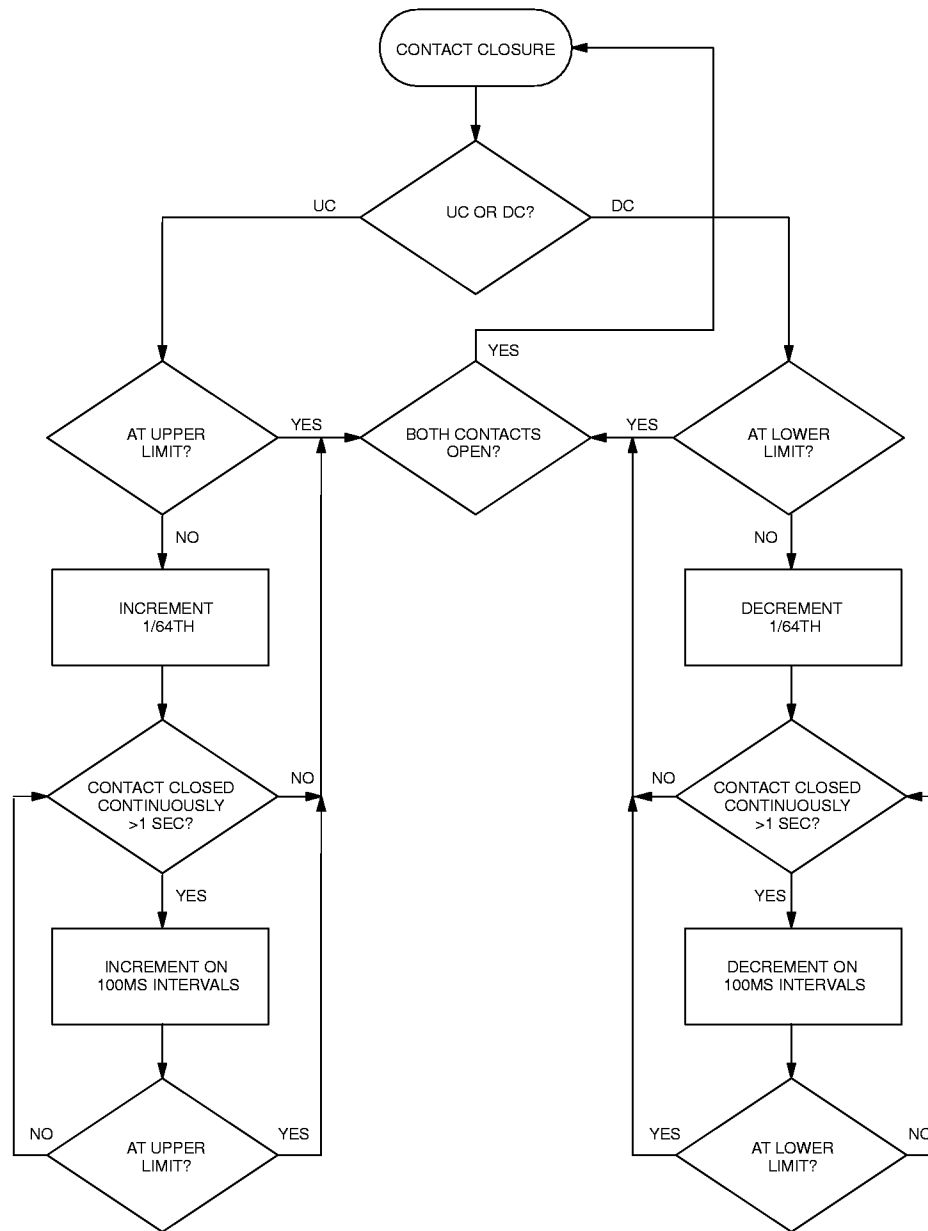 CONTACT CLOSURE
UC
UC OR DC?
DC
YES
AT UPPER
LIMIT?
YES
BOTH CONTACTS
OPEN?
YES
AT LOWER
LIMIT?
NO
NO
INCREMENT
1/64TH
DECREMENT
1/64TH
CONTACT CLOSED
CONTINUOUSLY
>1 SEC?
NO
NO
CONTACT CLOSED
CONTINUOUSLY
>1 SEC?
YES
YES
INCREMENT ON
100MS INTERVALS
DECREMENT ON
100MS INTERVALS
NO
AT UPPER
LIMIT?
YES
YES
AT LOWER
LIMIT?
NO